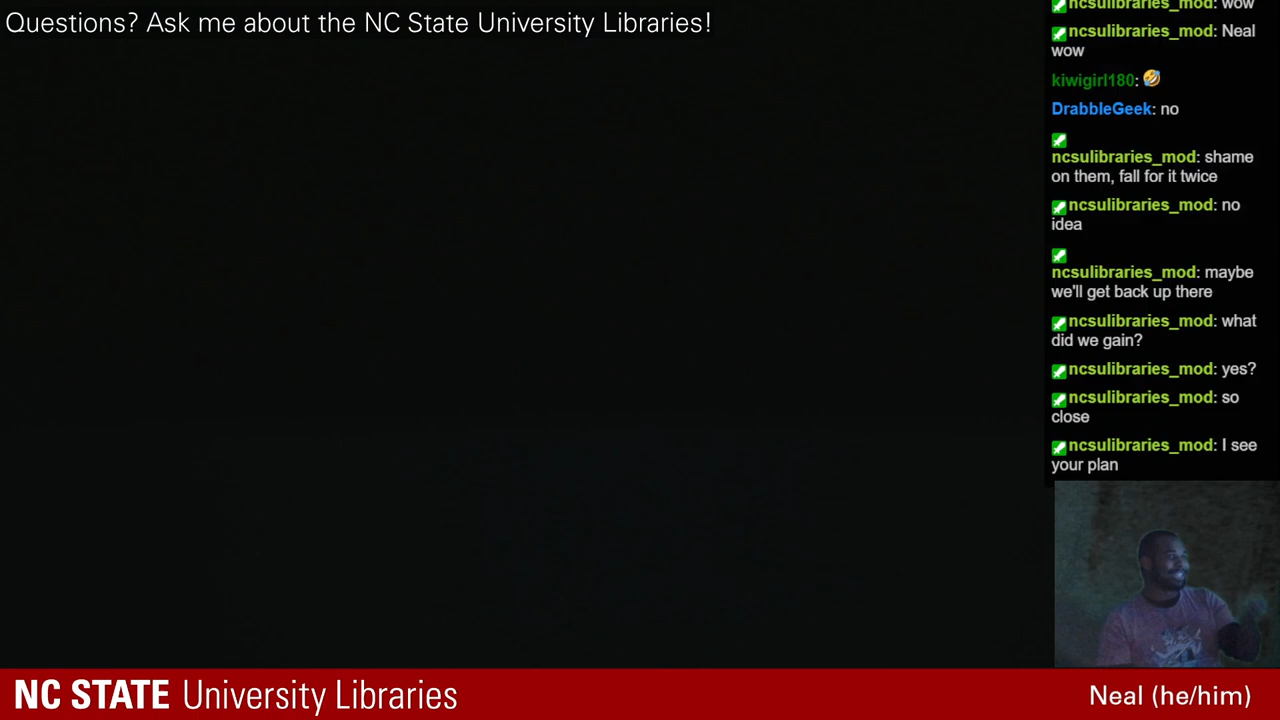 Questions? Ask me about the NC State University Libraries!
ncsulibraries_mod: wow
ncsulibraries_mod: Neal
wow
kiwigirl180: 🤣
DrabbleGeek: no
ncsulibraries_mod: shame
on them, fall for it twice
ncsulibraries_mod: no
idea
ncsulibraries_mod: maybe
we'll get back up there
ncsulibraries_mod: what
did we gain?
ncsulibraries_mod: yes?
ncsulibraries_mod: so
close
ncsulibraries_mod: I see
your plan
NC STATE University Libraries
Neal (he/him)